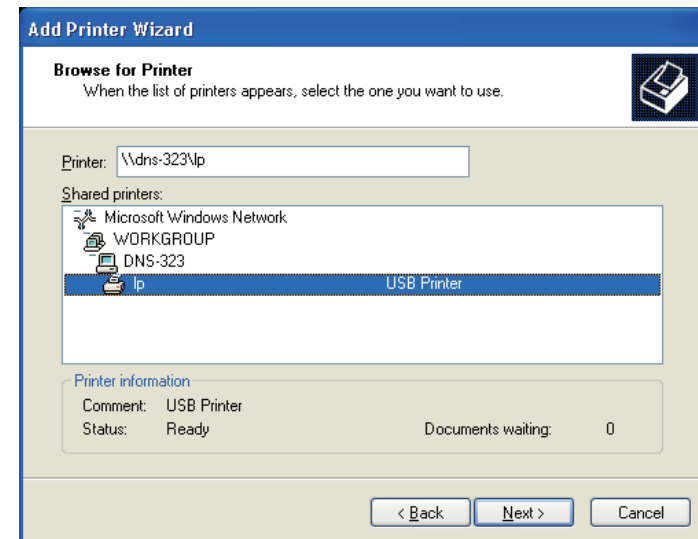 Add Printer Wizard
Browse for Printer
When the list of printers appears, select the one you want to use.
Printer: \\dns-323\lp
Shared printers:
Microsoft Windows Network
WORKGROUP
DNS-323
lp USB Printer
Printer information
Comment: USB Printer
Status: Ready Documents waiting: 0
< Back Next > Cancel